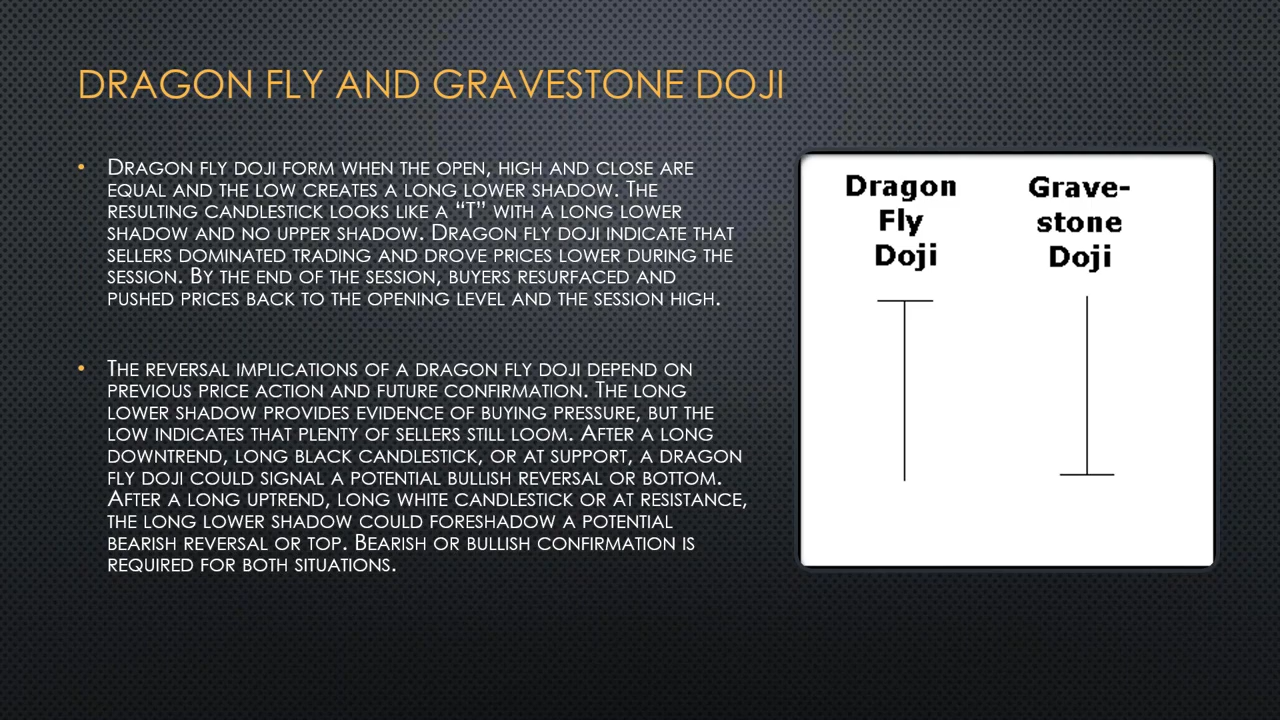 DRAGON FLY AND GRAVESTONE DOJI
• DRAGON FLY DOJI FORM WHEN THE OPEN, HIGH AND CLOSE ARE
EQUAL AND THE LOW CREATES A LONG LOWER SHADOW. THE
RESULTING CANDLESTICK LOOKS LIKE A “T” WITH A LONG LOWER
SHADOW AND NO UPPER SHADOW. DRAGON FLY DOJI INDICATE THAT
SELLERS DOMINATED TRADING AND DROVE PRICES LOWER DURING THE
SESSION. BY THE END OF THE SESSION, BUYERS RESURFACED AND
PUSHED PRICES BACK TO THE OPENING LEVEL AND THE SESSION HIGH.
• THE REVERSAL IMPLICATIONS OF A DRAGON FLY DOJI DEPEND ON
PREVIOUS PRICE ACTION AND FUTURE CONFIRMATION. THE LONG
LOWER SHADOW PROVIDES EVIDENCE OF BUYING PRESSURE, BUT THE
LOW INDICATES THAT PLENTY OF SELLERS STILL LOOM. AFTER A LONG
DOWNTREND, LONG BLACK CANDLESTICK, OR AT SUPPORT, A DRAGON
FLY DOJI COULD SIGNAL A POTENTIAL BULLISH REVERSAL OR BOTTOM.
AFTER A LONG UPTREND, LONG WHITE CANDLESTICK OR AT RESISTANCE,
THE LONG LOWER SHADOW COULD FORESHADOW A POTENTIAL
BEARISH REVERSAL OR TOP. BEARISH OR BULLISH CONFIRMATION IS
REQUIRED FOR BOTH SITUATIONS.
Dragon
Fly
Doji
Grave-
stone
Doji